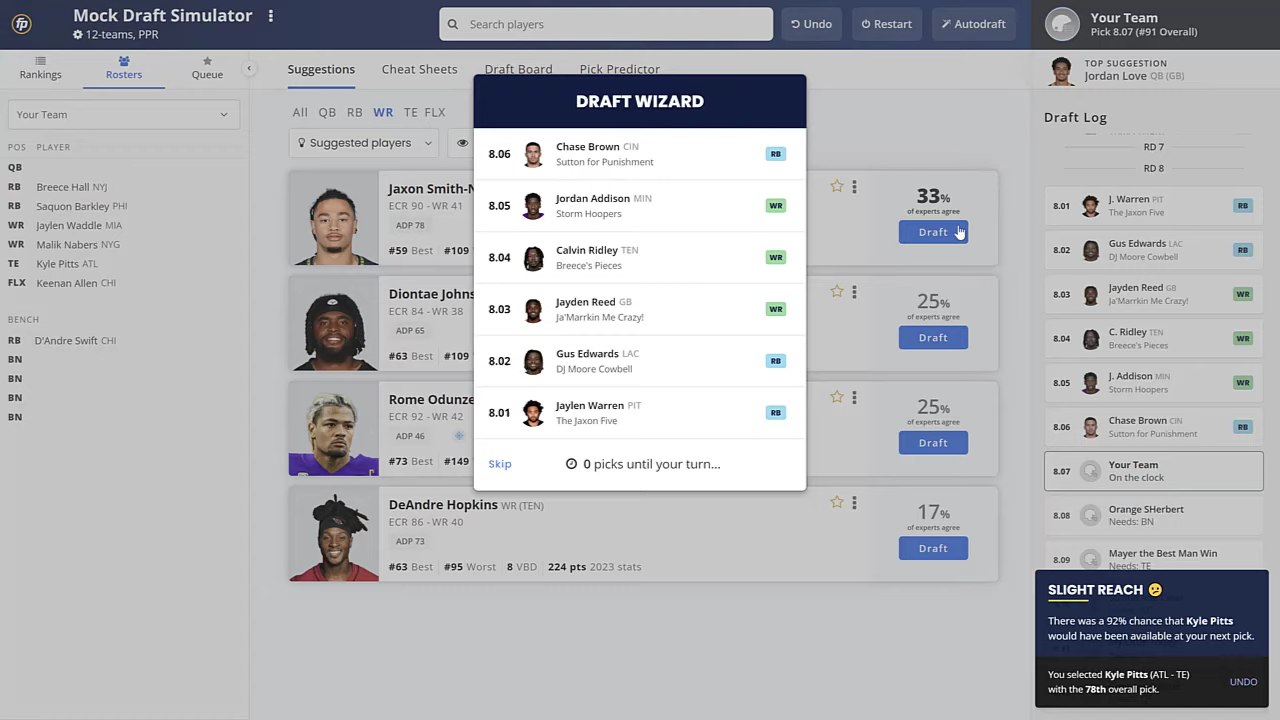 fp
Mock Draft Simulator
12-teams, PPR
Search players
Undo
Restart
Autodraft
Your Team
Pick 8.07 (#91 Overall)
Rankings
Rosters
Queue
Suggestions
Cheat Sheets
Draft Board
Pick Predictor
TOP SUGGESTION
Jordan Love QB (GB)
Your Team
All QB RB WR TE FLX
Suggested players
POS PLAYER
QB
RB Breece Hall NYJ
RB Saquon Barkley PHI
WR Jaylen Waddle MIA
WR Malik Nabers NYG
TE Kyle Pitts ATL
FLX Keenan Allen CHI
BENCH
RB D'Andre Swift CHI
BN
BN
BN
BN
Jaxon Smith-N
ECR 90 - WR 41
ADP 78
#59 Best #109
33%
of experts agree
Draft
Diontae Johns
ECR 84 - WR 38
ADP 65
#63 Best #109
25%
of experts agree
Draft
Rome Odunze
ECR 92 - WR 42
ADP 46
#73 Best #149
25%
of experts agree
Draft
DeAndre Hopkins WR (TEN)
ECR 86 - WR 40
ADP 73
#63 Best #95 Worst 8 VBD 224 pts 2023 stats
17%
of experts agree
Draft
DRAFT WIZARD
8.06 Chase Brown CIN RB
Sutton for Punishment
8.05 Jordan Addison MIN WR
Storm Hoopers
8.04 Calvin Ridley TEN WR
Breece's Pieces
8.03 Jayden Reed GB WR
Ja'Marrkin Me Crazy!
8.02 Gus Edwards LAC RB
DJ Moore Cowbell
8.01 Jaylen Warren PIT RB
The Jaxon Five
Skip
0 picks until your turn...
Draft Log
RD 7
RD 8
8.01 J. Warren PIT RB
The Jaxon Five
8.02 Gus Edwards LAC RB
DJ Moore Cowbell
8.03 Jayden Reed GB WR
Ja'Marrkin Me Crazy!
8.04 C. Ridley TEN WR
Breece's Pieces
8.05 J. Addison MIN WR
Storm Hoopers
8.06 Chase Brown CIN RB
Sutton for Punishment
8.07 Your Team
On the clock
8.08 Orange SHerbert
Needs: BN
8.09 Mayer the Best Man Win
Needs: TE
SLIGHT REACH
There was a 92% chance that Kyle Pitts
would have been available at your next pick.
You selected Kyle Pitts (ATL - TE)
with the 78th overall pick.
UNDO